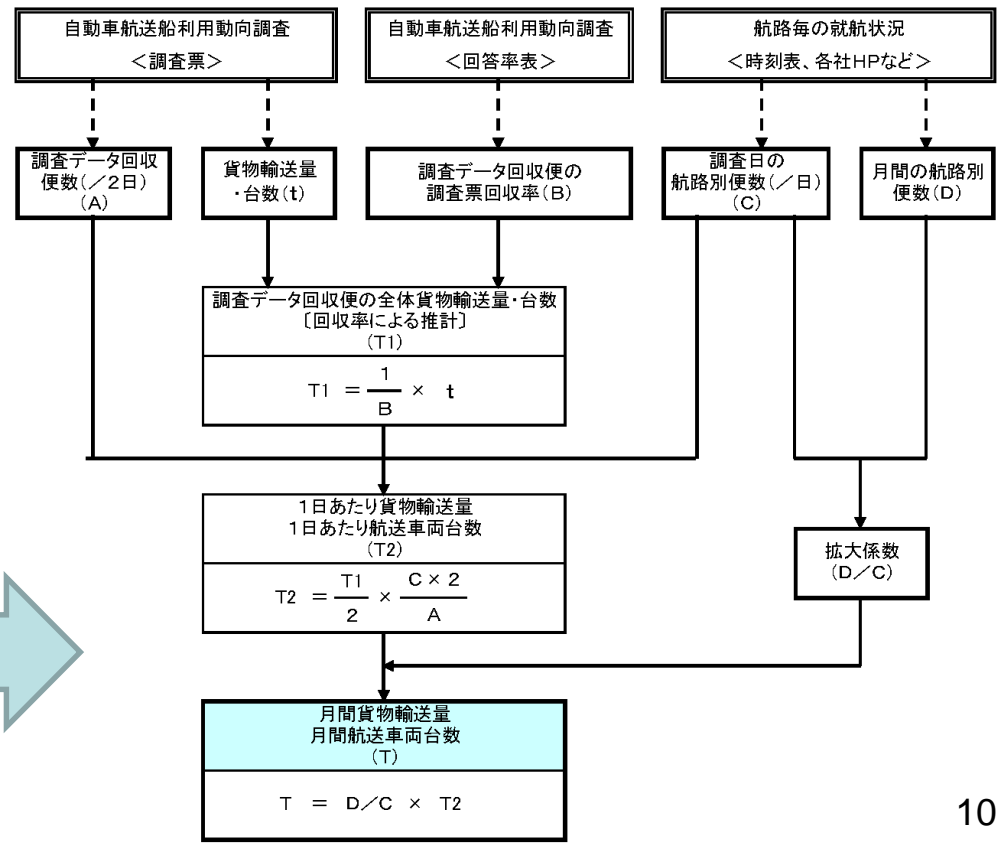 自動車航送船利用動向調査
＜調査票＞
自動車航送船利用動向調査
＜回答率表＞
航路毎の就航状況
＜時刻表、各社HPなど＞
調査データ回収
便数(／2日)
(A)
貨物輸送量
・台数(t)
調査データ回収便の
調査票回収率(B)
調査日の
航路別便数(／日)
(C)
月間の航路別
便数(D)
調査データ回収便の全体貨物輸送量・台数
〔回収率による推計〕
(T1)
T1 ＝ 1/B × t
1日あたり貨物輸送量
1日あたり航送車両台数
(T2)
T2 ＝ T1/2 × C×2/A
拡大係数
(D／C)
月間貨物輸送量
月間航送車両台数
(T)
T ＝ D／C × T2
10